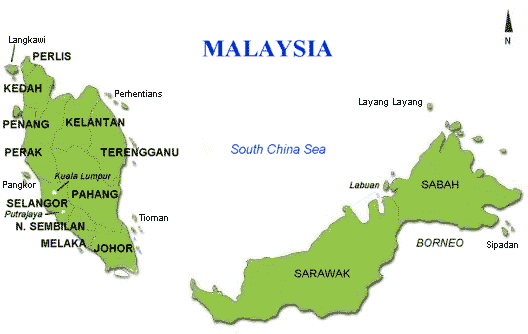 Langkawi
PERLIS
MALAYSIA
N
KEDAH
Perhentians
Layang Layang
PENANG
KELANTAN
PERAK
TERENGGANU
South China Sea
Pangkor
Kuala Lumpur
PAHANG
Labuan
SABAH
SELANGOR
Putrajaya
Tioman
N. SEMBILAN
MELAKA
JOHOR
BORNEO
Sipadan
SARAWAK